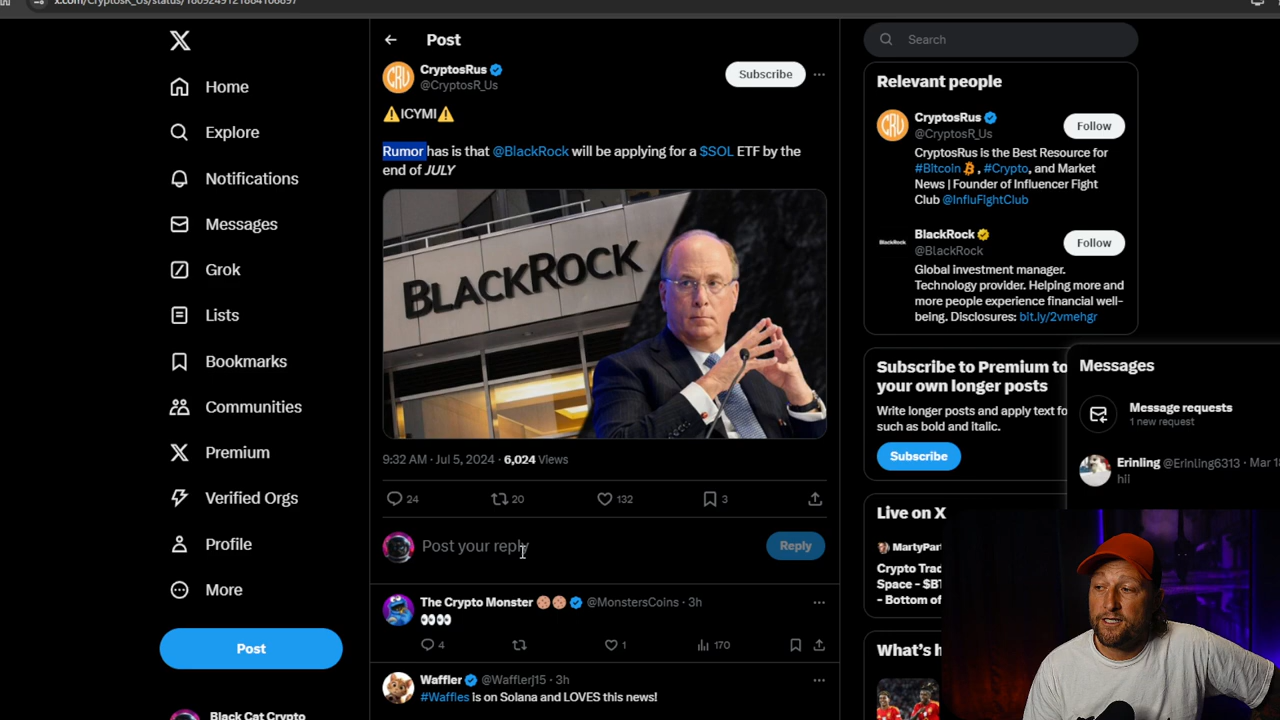 X
Home
Explore
Notifications
Messages
Grok
Lists
Bookmarks
Communities
Premium
Verified Orgs
Profile
More
Post
Black Cat Crypto
Post
CryptosRus
@CryptosR_Us
Subscribe
⚠️ICYMI⚠️
Rumor has is that @BlackRock will be applying for a $SOL ETF by the
end of JULY
BLACKROCK
9:32 AM · Jul 5, 2024 · 6,024 Views
24 20 132 3
Post your reply
Reply
The Crypto Monster 🍪🍪 @MonstersCoins · 3h
👀👀
4 1 170
Waffler @Wafflerj15 · 3h
#Waffles is on Solana and LOVES this news!
Search
Relevant people
CryptosRus
@CryptosR_Us
Follow
CryptosRus is the Best Resource for
#Bitcoin, #Crypto, and Market
News | Founder of Influencer Fight
Club @InfluFightClub
BlackRock
@BlackRock
Follow
Global investment manager.
Technology provider. Helping more and
more people experience financial well-
being. Disclosures: bit.ly/2vmehgr
Subscribe to Premium to
your own longer posts
Write longer posts and apply text fo
such as bold and italic.
Subscribe
Live on X
MartyPar
Crypto Trad
Space - $BT
- Bottom of
What's h
Messages
Message requests
1 new request
Erinling @Erinling6313 · Mar 1
hii